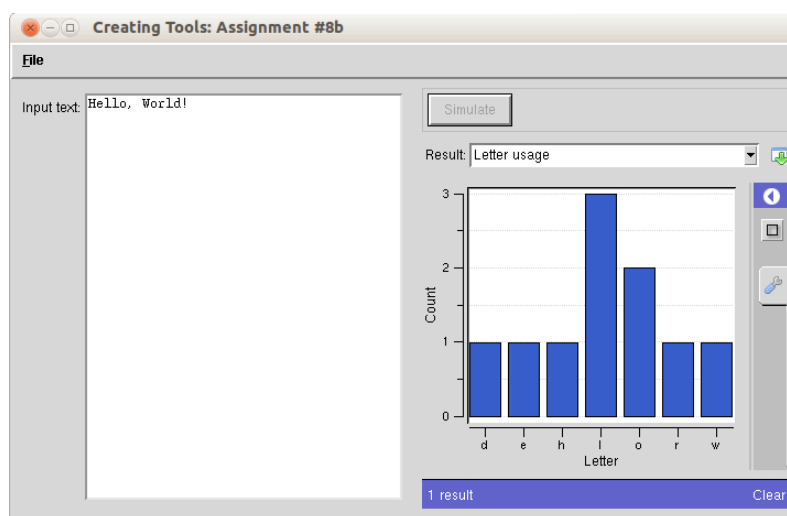 Creating Tools: Assignment #8b
File
Input text:
Hello, World!
Simulate
Result:
Letter usage
3
2
1
0
Count
d e h l o r w
Letter
1 result
Clear